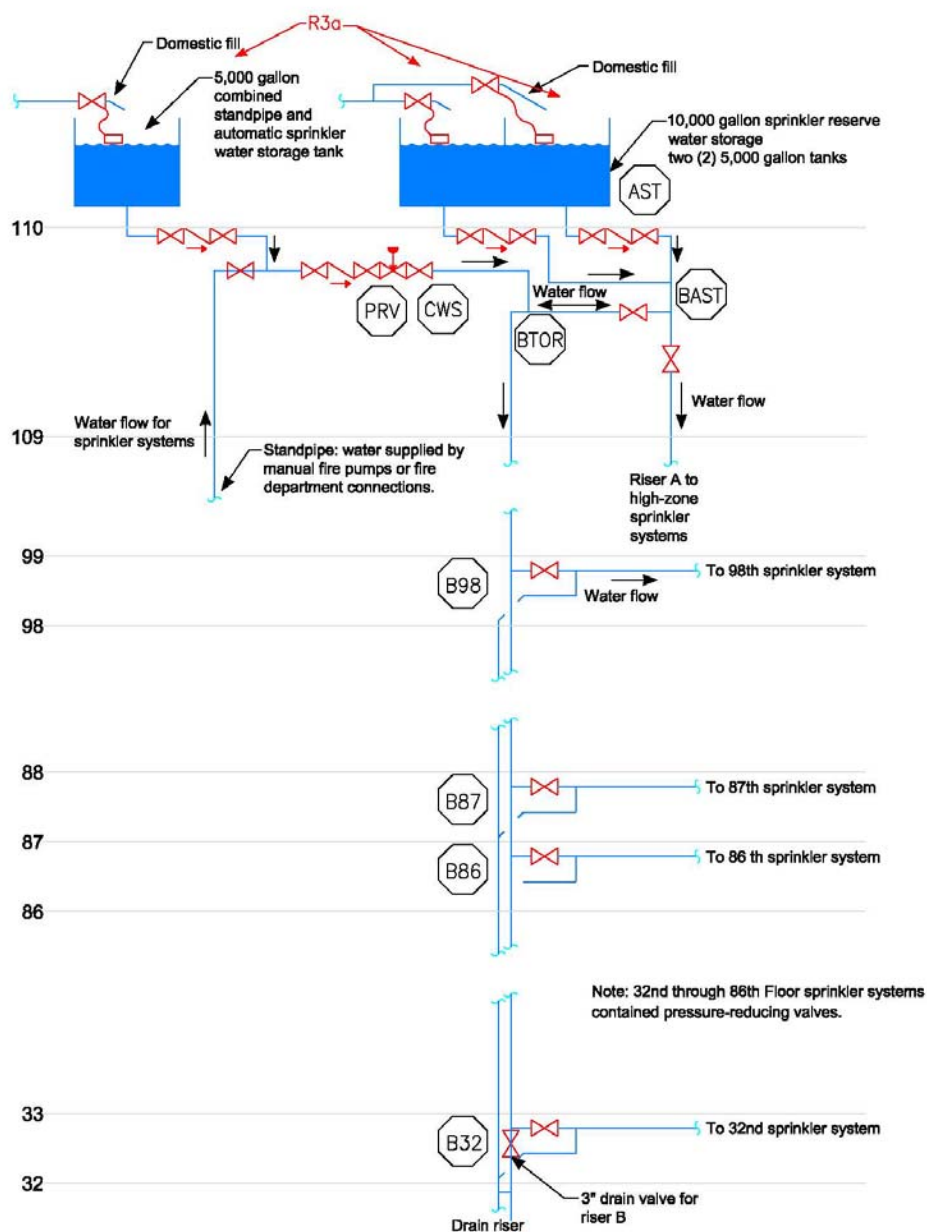 R3a
Domestic fill
5,000 gallon
combined
standpipe and
automatic sprinkler
water storage tank
Domestic fill
10,000 gallon sprinkler reserve
water storage
two (2) 5,000 gallon tanks
AST
110
PRV
CWS
Water flow
BTOR
BAST
Water flow for
sprinkler systems
Water flow
109
Standpipe: water supplied by
manual fire pumps or fire
department connections.
Riser A to
high-zone
sprinkler
systems
99
B98
To 98th sprinkler system
Water flow
98
88
B87
To 87th sprinkler system
87
B86
To 86 th sprinkler system
86
Note: 32nd through 86th Floor sprinkler systems
contained pressure-reducing valves.
33
B32
To 32nd sprinkler system
32
3" drain valve for
riser B
Drain riser